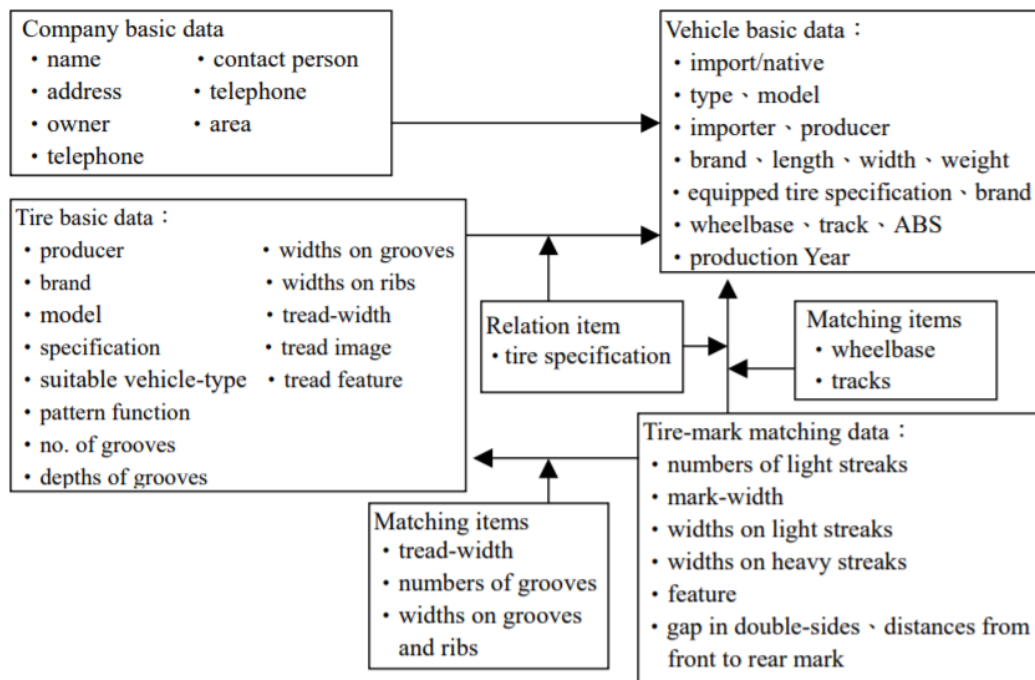 Company basic data
・name
・contact person
・address
・telephone
・owner
・area
・telephone
Vehicle basic data：
・import/native
・type、model
・importer、producer
・brand、length、width、weight
・equipped tire specification、brand
・wheelbase、track、ABS
・production Year
Tire basic data：
・producer
・widths on grooves
・brand
・widths on ribs
・model
・tread-width
・specification
・tread image
・suitable vehicle-type
・tread feature
・pattern function
・no. of grooves
・depths of grooves
Relation item
・tire specification
Matching items
・wheelbase
・tracks
Matching items
・tread-width
・numbers of grooves
・widths on grooves
and ribs
Tire-mark matching data：
・numbers of light streaks
・mark-width
・widths on light streaks
・widths on heavy streaks
・feature
・gap in double-sides、distances from
front to rear mark